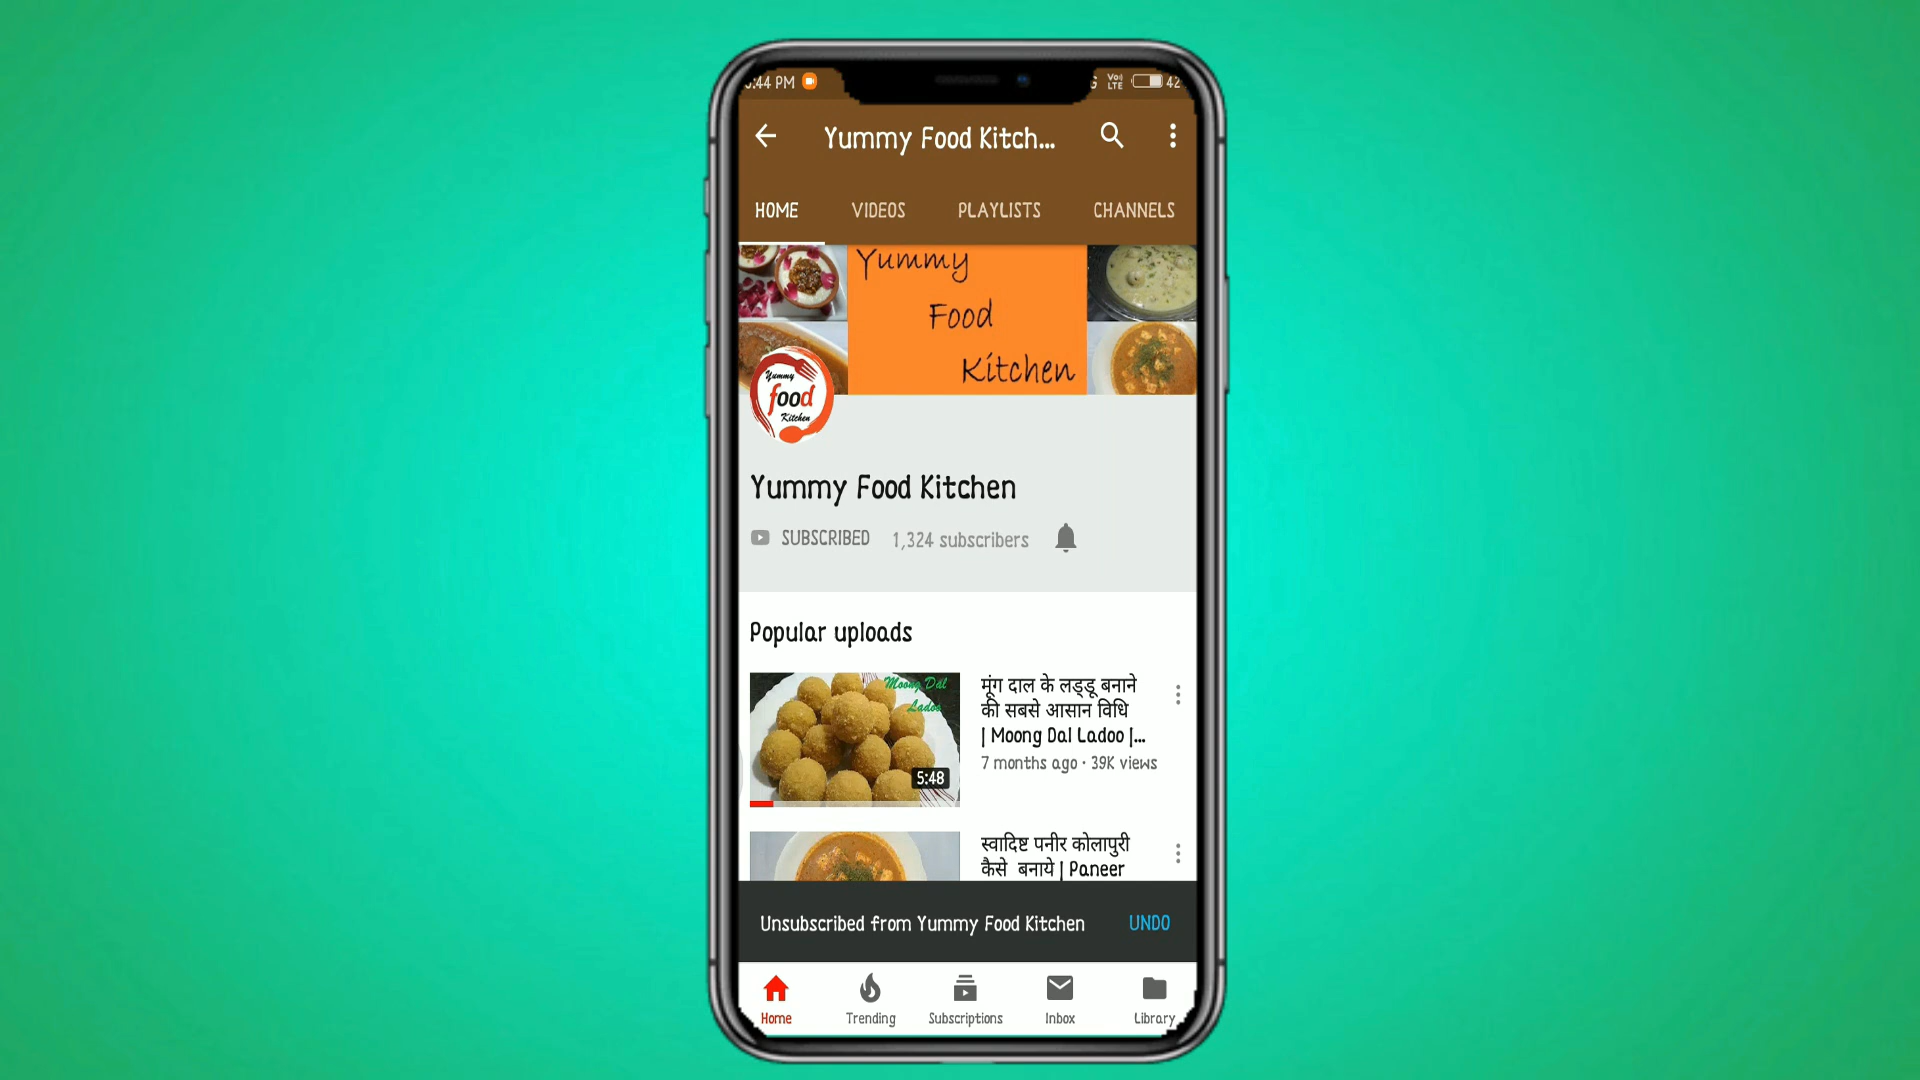 :44 PM Vo) LTE 42
Yummy Food Kitch...
HOME VIDEOS PLAYLISTS CHANNELS
Yummy
Food
Kitchen
Yummy
food
Kitchen
Yummy Food Kitchen
SUBSCRIBED 1,324 subscribers
Popular uploads
Moong Dal
Ladoo
5:48
मूंग दाल के लड्डू बनाने
की सबसे आसान विधि
| Moong Dal Ladoo |...
7 months ago • 39K views
स्वादिष्ट पनीर कोलापुरी
कैसे बनाये | Paneer
Unsubscribed from Yummy Food Kitchen UNDO
Home Trending Subscriptions Inbox Library